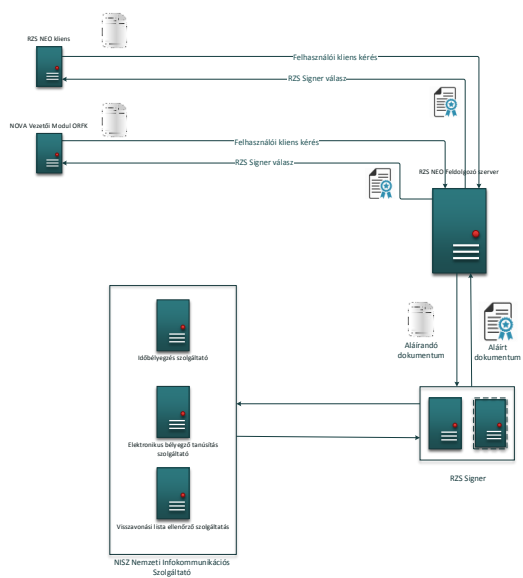 RZS NEO kliens
Felhasználói kliens kérés
RZS Signer válasz
NOVA Vezetői Modul ORFK
Felhasználói kliens kérés
RZS Signer válasz
RZS NEO Feldolgozó szerver
Aláírandó
dokumentum
Aláírt
dokumentum
Időbélyegzés szolgáltató
Elektronikus bélyegző tanúsítás
szolgáltató
Visszavonási lista ellenőrző szolgáltatás
RZS Signer
NISZ Nemzeti Infokommunikációs
Szolgáltató